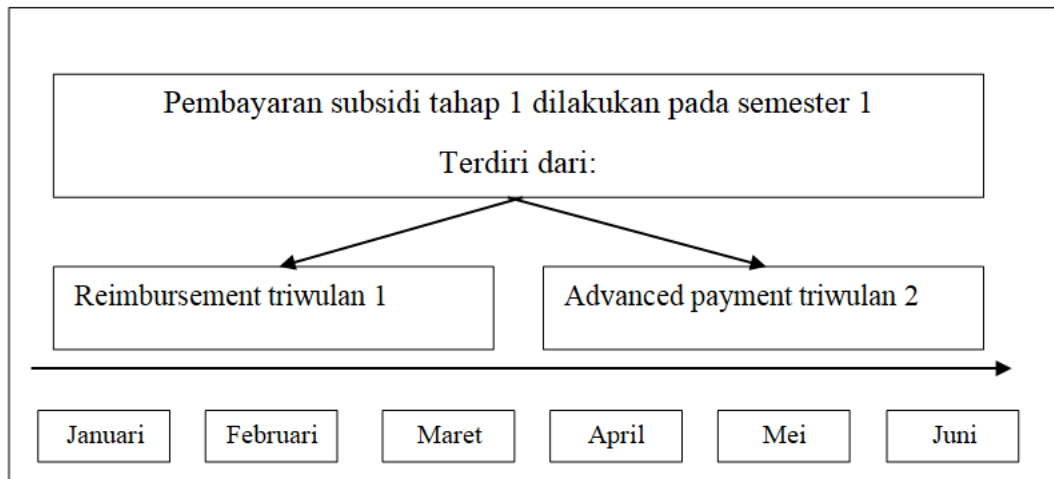 Pembayaran subsidi tahap 1 dilakukan pada semester 1
Terdiri dari:
Reimbursement triwulan 1
Advanced payment triwulan 2
Januari
Februari
Maret
April
Mei
Juni